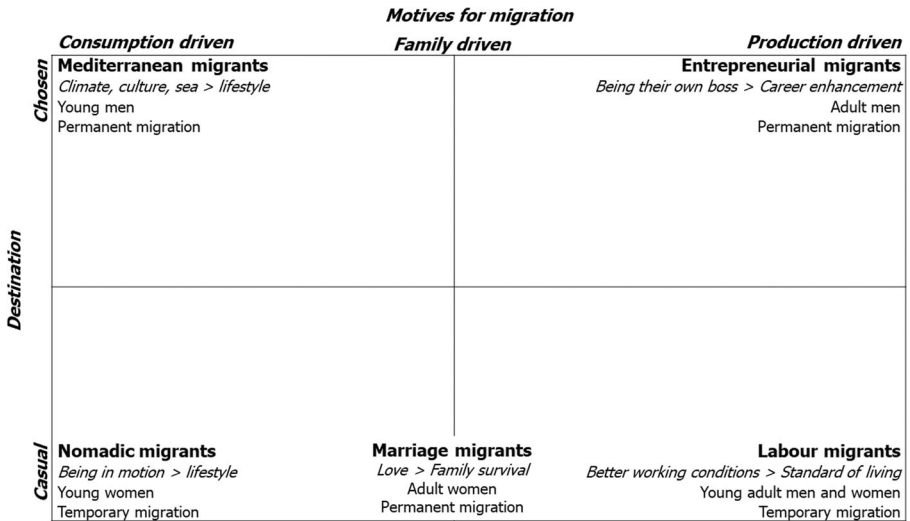 Motives for migration
Consumption driven
Family driven
Production driven
Destination
Chosen
Mediterranean migrants
Climate, culture, sea > lifestyle
Young men
Permanent migration
Entrepreneurial migrants
Being their own boss > Career enhancement
Adult men
Permanent migration
Casual
Nomadic migrants
Being in motion > lifestyle
Young women
Temporary migration
Marriage migrants
Love > Family survival
Adult women
Permanent migration
Labour migrants
Better working conditions > Standard of living
Young adult men and women
Temporary migration